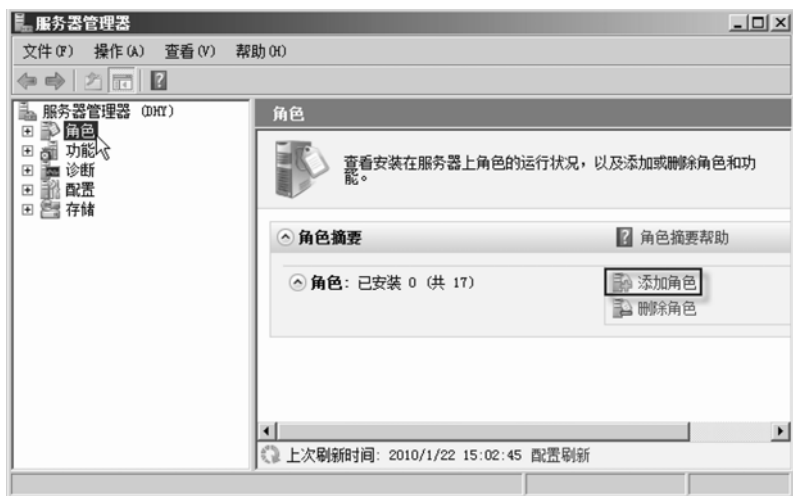 服务器管理器
文件(F) 操作(A) 查看(V) 帮助(H)
服务器管理器 (DHY)
角色
功能
诊断
配置
存储
角色
查看安装在服务器上角色的运行状况，以及添加或删除角色和功
能。
角色摘要
角色摘要帮助
角色: 已安装 0 (共 17)
添加角色
删除角色
上次刷新时间: 2010/1/22 15:02:45 配置刷新